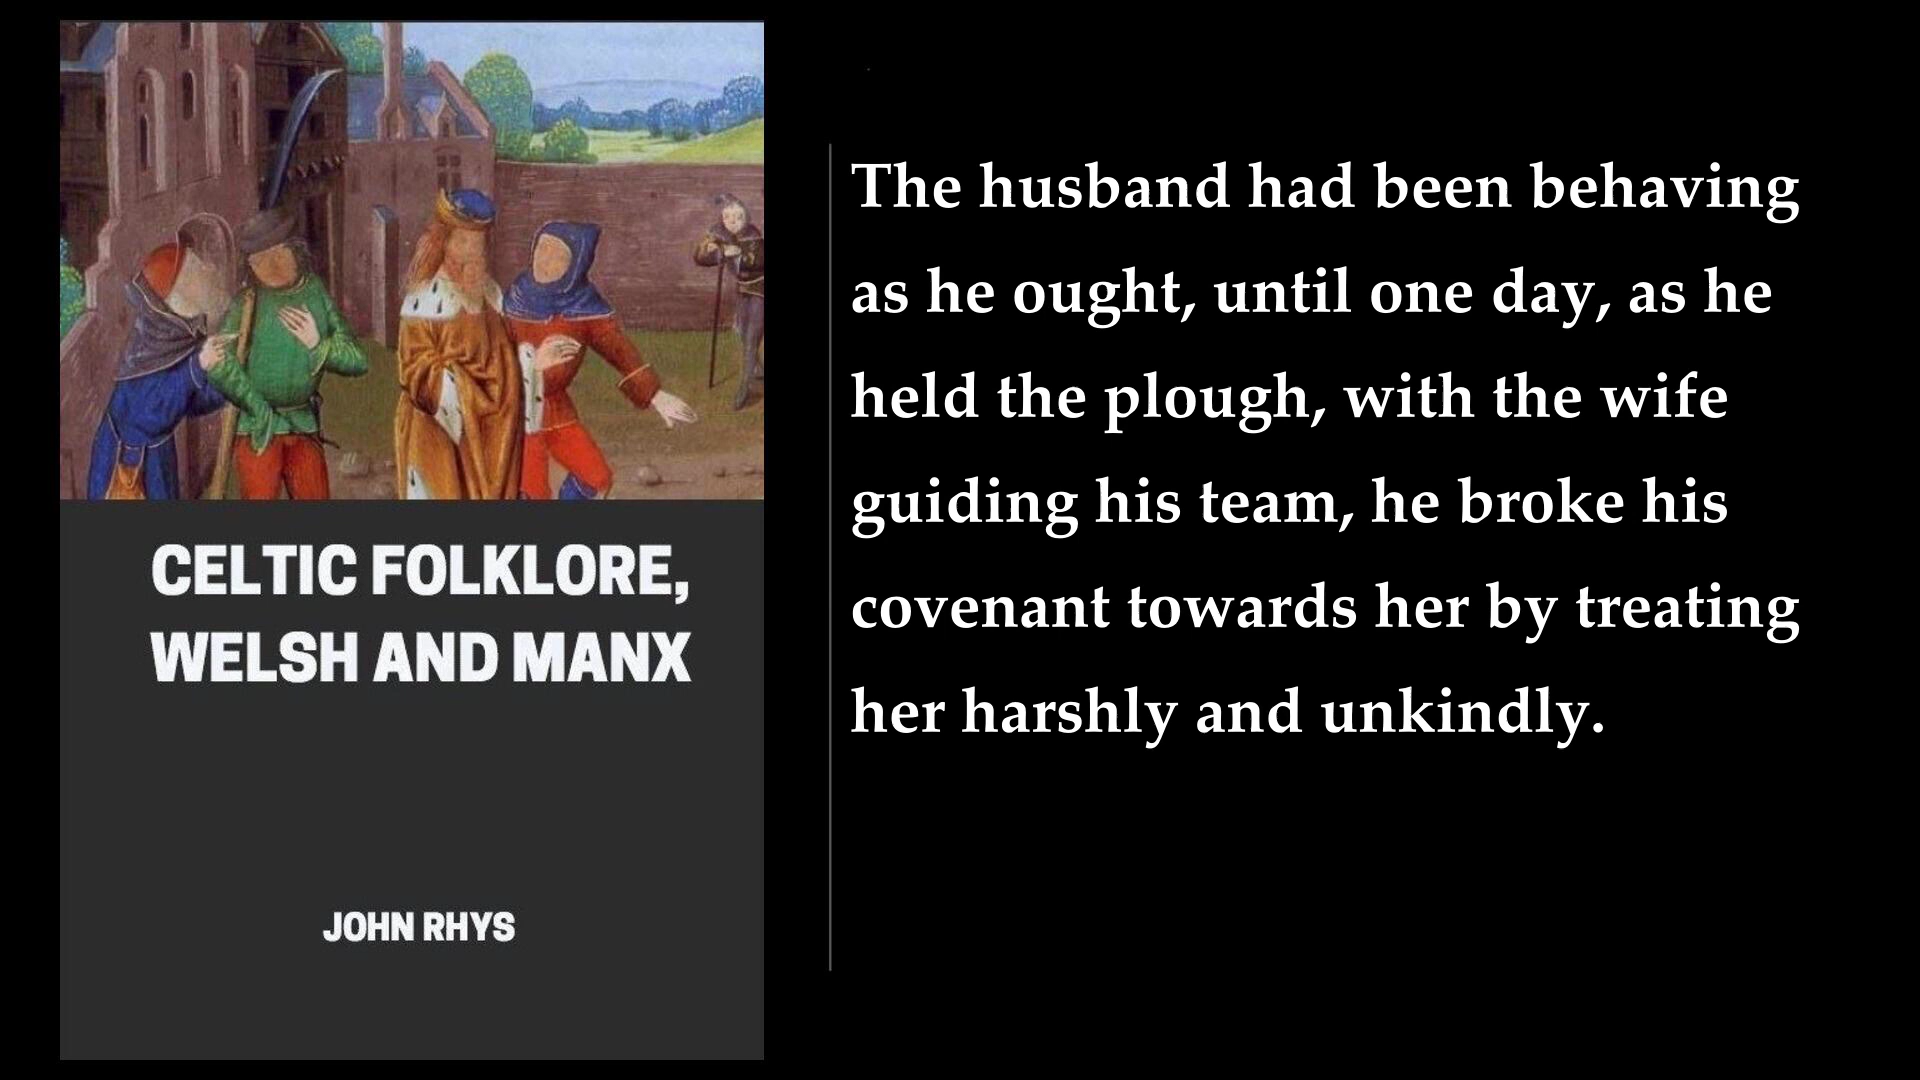 CELTIC FOLKLORE,
WELSH AND MANX
JOHN RHYS
The husband had been behaving
as he ought, until one day, as he
held the plough, with the wife
guiding his team, he broke his
covenant towards her by treating
her harshly and unkindly.